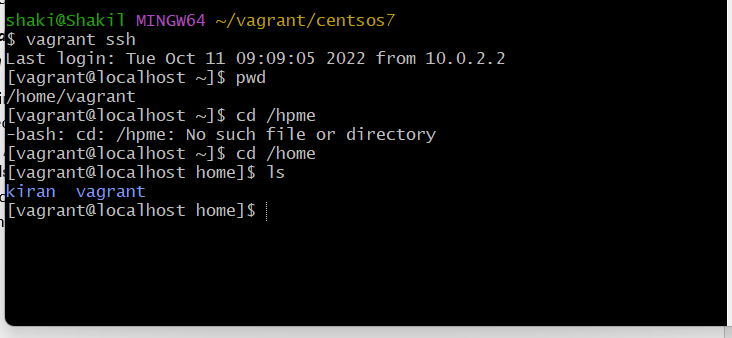 shaki@Shakil MINGW64 ~/vagrant/centsos7
$ vagrant ssh
Last login: Tue Oct 11 09:09:05 2022 from 10.0.2.2
[vagrant@localhost ~]$ pwd
/home/vagrant
[vagrant@localhost ~]$ cd /hpme
-bash: cd: /hpme: No such file or directory
[vagrant@localhost ~]$ cd /home
[vagrant@localhost home]$ ls
kiran  vagrant
[vagrant@localhost home]$